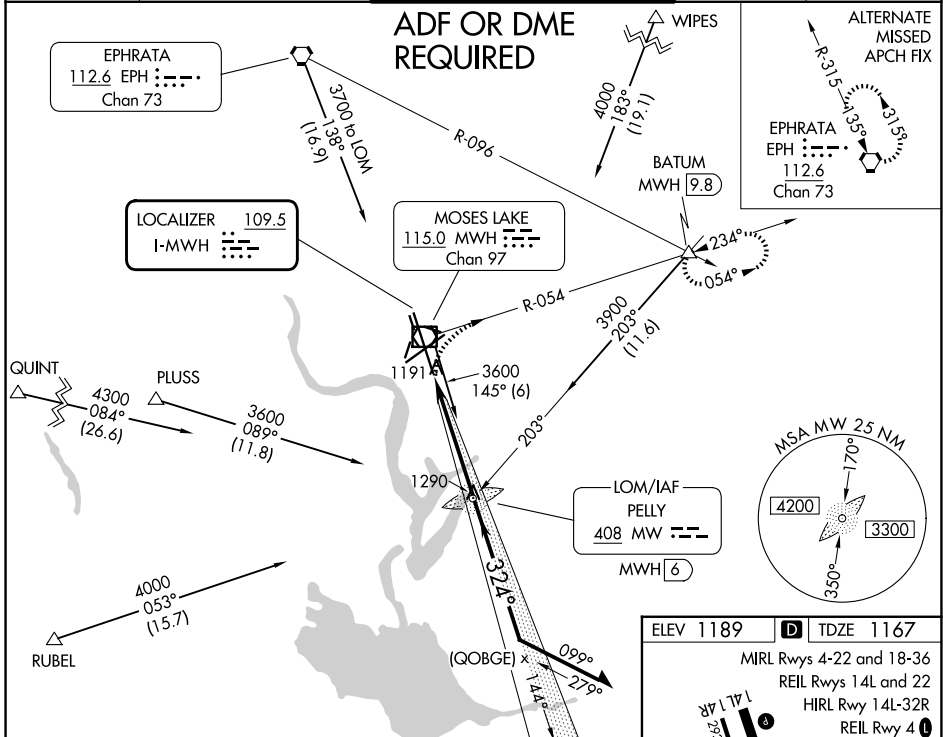 ADF OR DME
REQUIRED
WIPES
4000
183°
(19.1)
EPHRATA
112.6 EPH
Chan 73
3700 to LOM
138°
(16.9)
R-096
ALTERNATE
MISSED
APCH FIX
R-315
135°
315°
EPHRATA
EPH
112.6
Chan 73
BATUM
MWH 9.8
LOCALIZER 109.5
I-MWH
MOSES LAKE
115.0 MWH
Chan 97
234°
054°
R-054
3900
203°
(11.6)
203°
1191
3600
145° (6)
QUINT
4300
084°
(26.6)
PLUSS
3600
089°
(11.8)
1290
LOM/IAF
PELLY
408 MW
MWH 6
MSA MW 25 NM
170°
4200
3300
350°
324°
4000
053°
(15.7)
RUBEL
(QOBGE) x
099°
279°
144°
ELEV 1189 D TDZE 1167
MIRL Rwys 4-22 and 18-36
REIL Rwys 14L and 22
HIRL Rwy 14L-32R
REIL Rwy 4 L
14L
14R
P